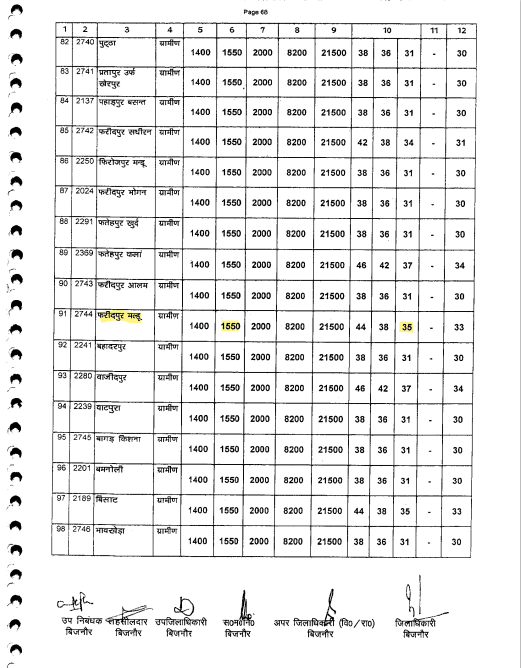 Page 68
1 2 3 4 5 6 7 8 9 10 11 12
82 2740 पुट्ठा ग्रामीण 1400 1550 2000 8200 21500 38 36 31 - 30
83 2741 प्रतापुर उर्फ शेरपुर ग्रामीण 1400 1550 2000 8200 21500 38 36 31 - 30
84 2137 पहाड़पुर बसन्त ग्रामीण 1400 1550 2000 8200 21500 38 36 31 - 30
85 2742 फरीदपुर सधीरन ग्रामीण 1400 1550 2000 8200 21500 42 38 34 - 31
86 2250 फिरोजपुर मन्डू ग्रामीण 1400 1550 2000 8200 21500 38 36 31 - 30
87 2024 फरीदपुर भोगन ग्रामीण 1400 1550 2000 8200 21500 38 36 31 - 30
88 2291 फतेहपुर खुर्द ग्रामीण 1400 1550 2000 8200 21500 38 36 31 - 30
89 2369 फतेहपुर कलां ग्रामीण 1400 1550 2000 8200 21500 46 42 37 - 34
90 2743 फरीदपुर आलम ग्रामीण 1400 1550 2000 8200 21500 38 36 31 - 30
91 2744 फरीदपुर मल्लू ग्रामीण 1400 1550 2000 8200 21500 44 38 35 - 33
92 2241 बहादरपुर ग्रामीण 1400 1550 2000 8200 21500 38 36 31 - 30
93 2280 वाजीदपुर ग्रामीण 1400 1550 2000 8200 21500 46 42 37 - 34
94 2239 घाटपुरा ग्रामीण 1400 1550 2000 8200 21500 38 36 31 - 30
95 2745 बागड़ किशना ग्रामीण 1400 1550 2000 8200 21500 38 36 31 - 30
96 2201 बमनोली ग्रामीण 1400 1550 2000 8200 21500 38 36 31 - 30
97 2189 बिसाट ग्रामीण 1400 1550 2000 8200 21500 44 38 35 - 33
98 2746 भायखेड़ा ग्रामीण 1400 1550 2000 8200 21500 38 36 31 - 30
उप निबंधक तहसीलदार उपजिलाधिकारी स०म०नि० अपर जिलाधिकारी (वि०/रा०) जिलाधिकारी
बिजनौर बिजनौर बिजनौर बिजनौर बिजनौर बिजनौर